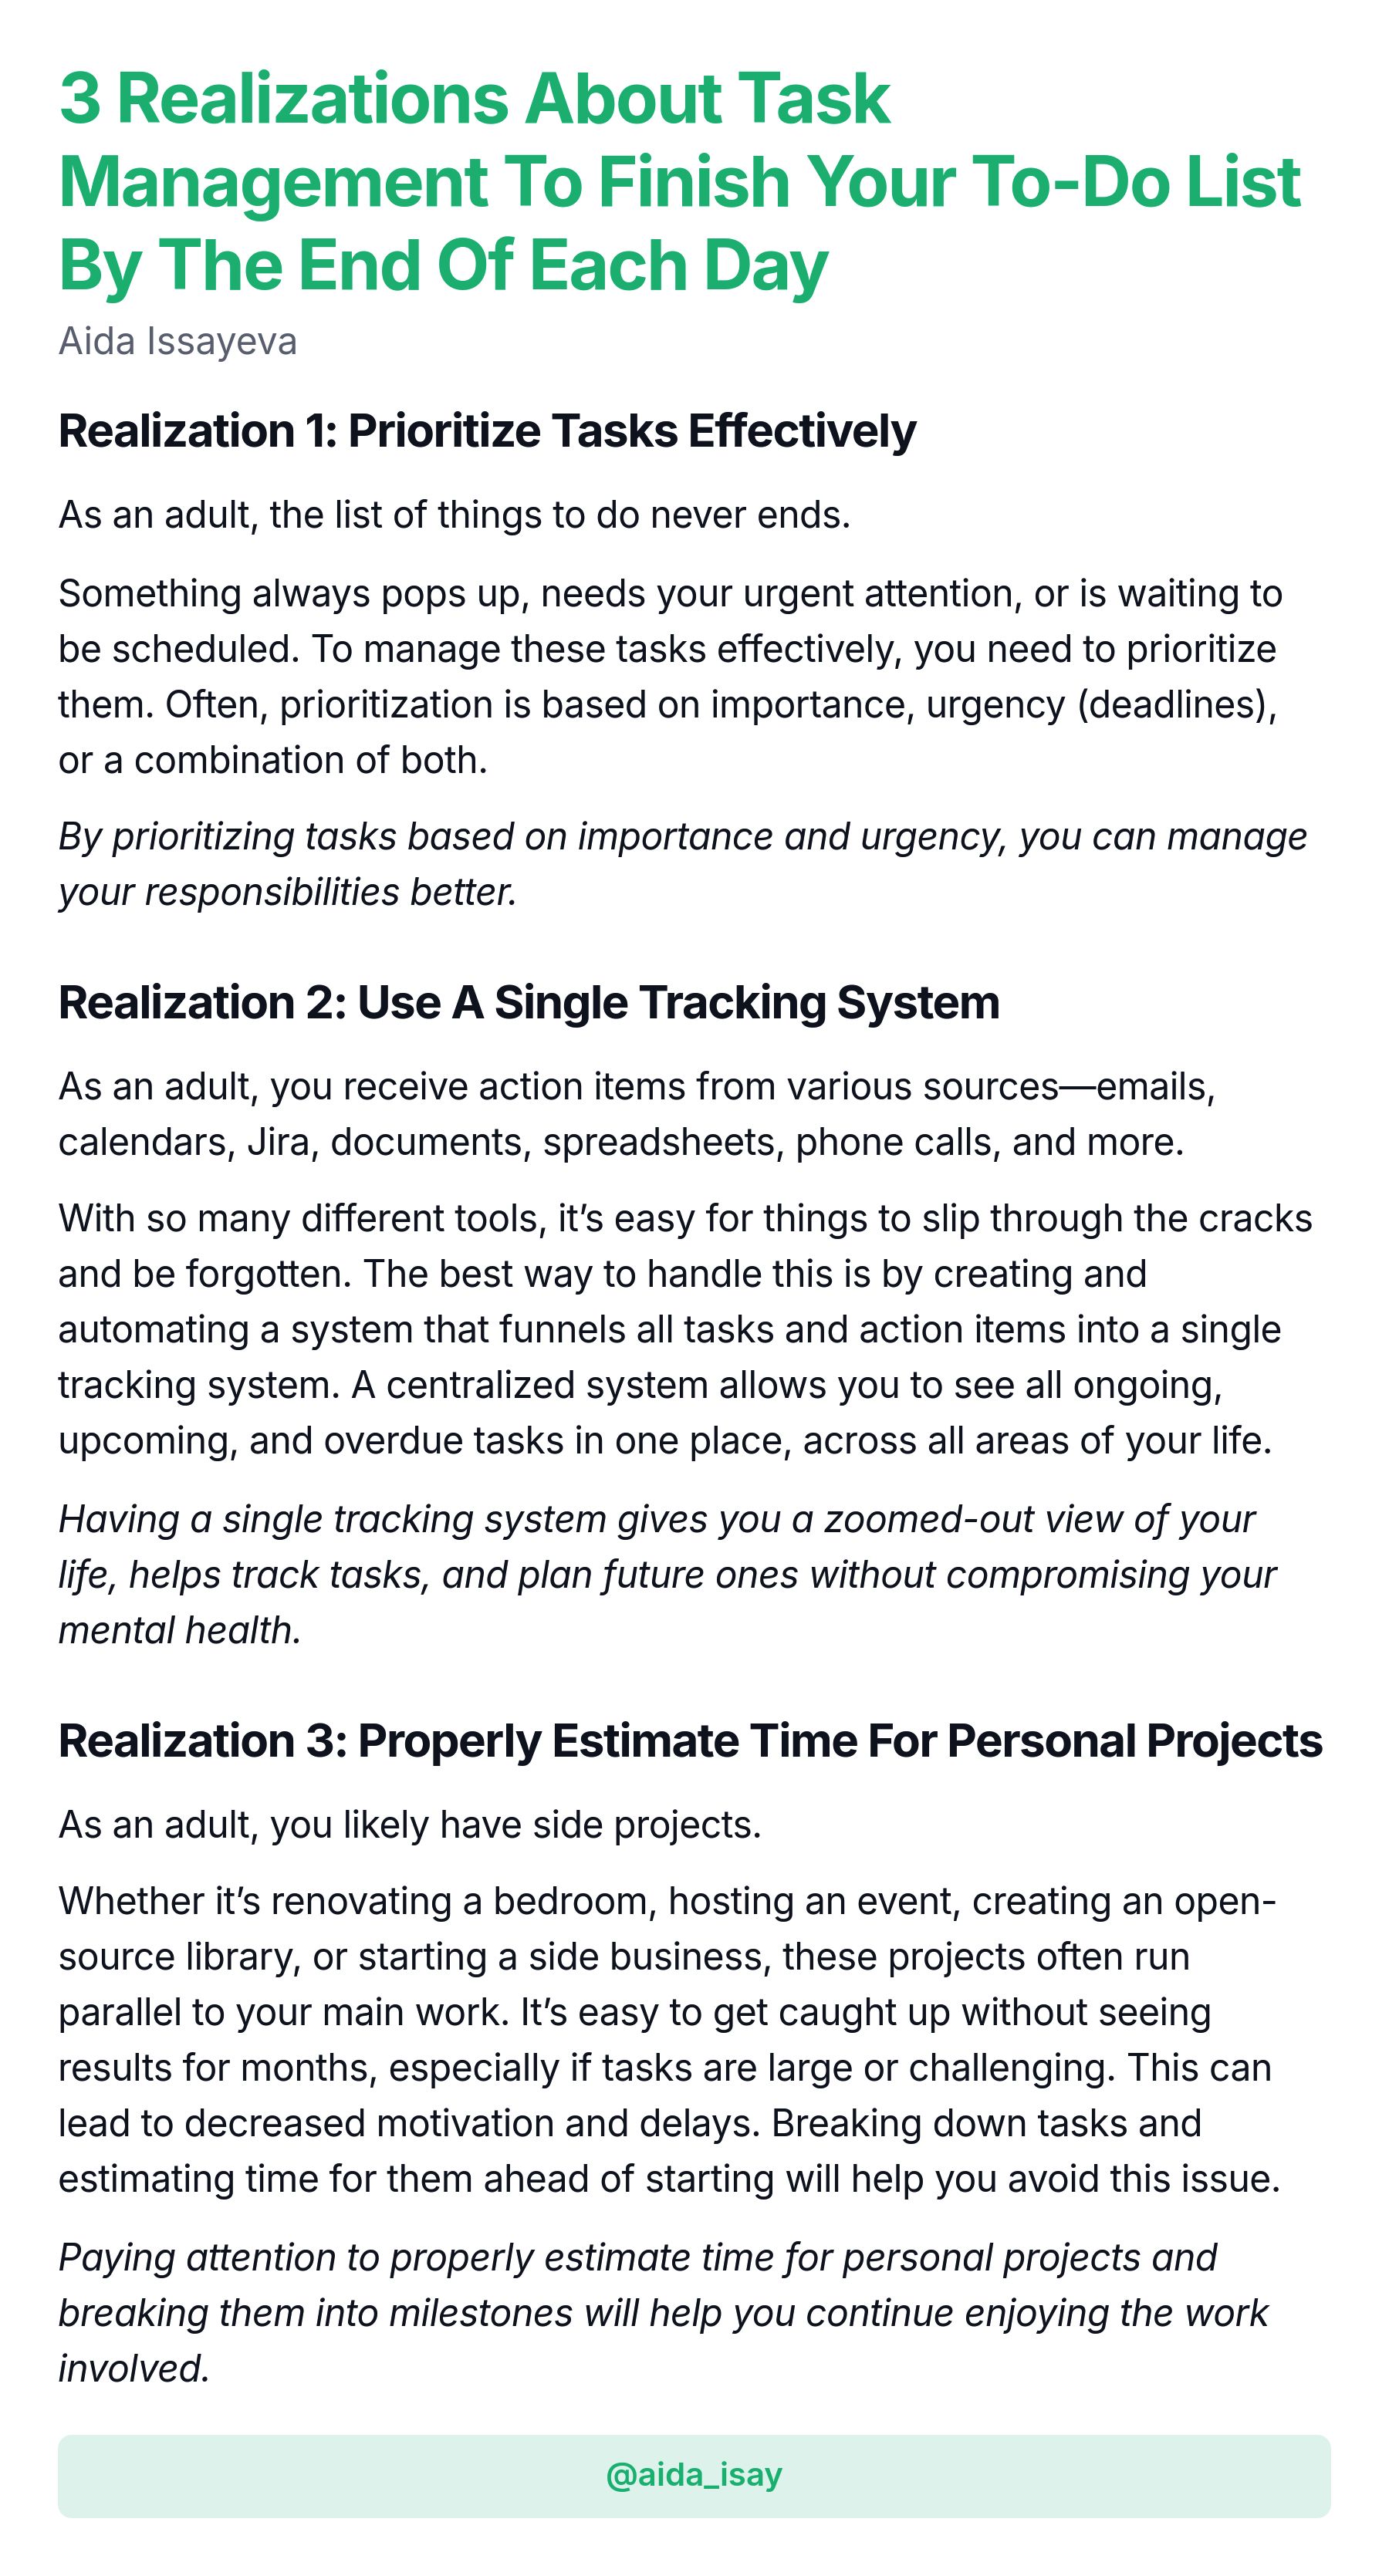 3 Realizations About Task
Management To Finish Your To-Do List
By The End Of Each Day
Aida Issayeva
Realization 1: Prioritize Tasks Effectively
As an adult, the list of things to do never ends.
Something always pops up, needs your urgent attention, or is waiting to
be scheduled. To manage these tasks effectively, you need to prioritize
them. Often, prioritization is based on importance, urgency (deadlines),
or a combination of both.
By prioritizing tasks based on importance and urgency, you can manage
your responsibilities better.
Realization 2: Use A Single Tracking System
As an adult, you receive action items from various sources—emails,
calendars, Jira, documents, spreadsheets, phone calls, and more.
With so many different tools, it’s easy for things to slip through the cracks
and be forgotten. The best way to handle this is by creating and
automating a system that funnels all tasks and action items into a single
tracking system. A centralized system allows you to see all ongoing,
upcoming, and overdue tasks in one place, across all areas of your life.
Having a single tracking system gives you a zoomed-out view of your
life, helps track tasks, and plan future ones without compromising your
mental health.
Realization 3: Properly Estimate Time For Personal Projects
As an adult, you likely have side projects.
Whether it’s renovating a bedroom, hosting an event, creating an open-
source library, or starting a side business, these projects often run
parallel to your main work. It’s easy to get caught up without seeing
results for months, especially if tasks are large or challenging. This can
lead to decreased motivation and delays. Breaking down tasks and
estimating time for them ahead of starting will help you avoid this issue.
Paying attention to properly estimate time for personal projects and
breaking them into milestones will help you continue enjoying the work
involved.
@aida_isay